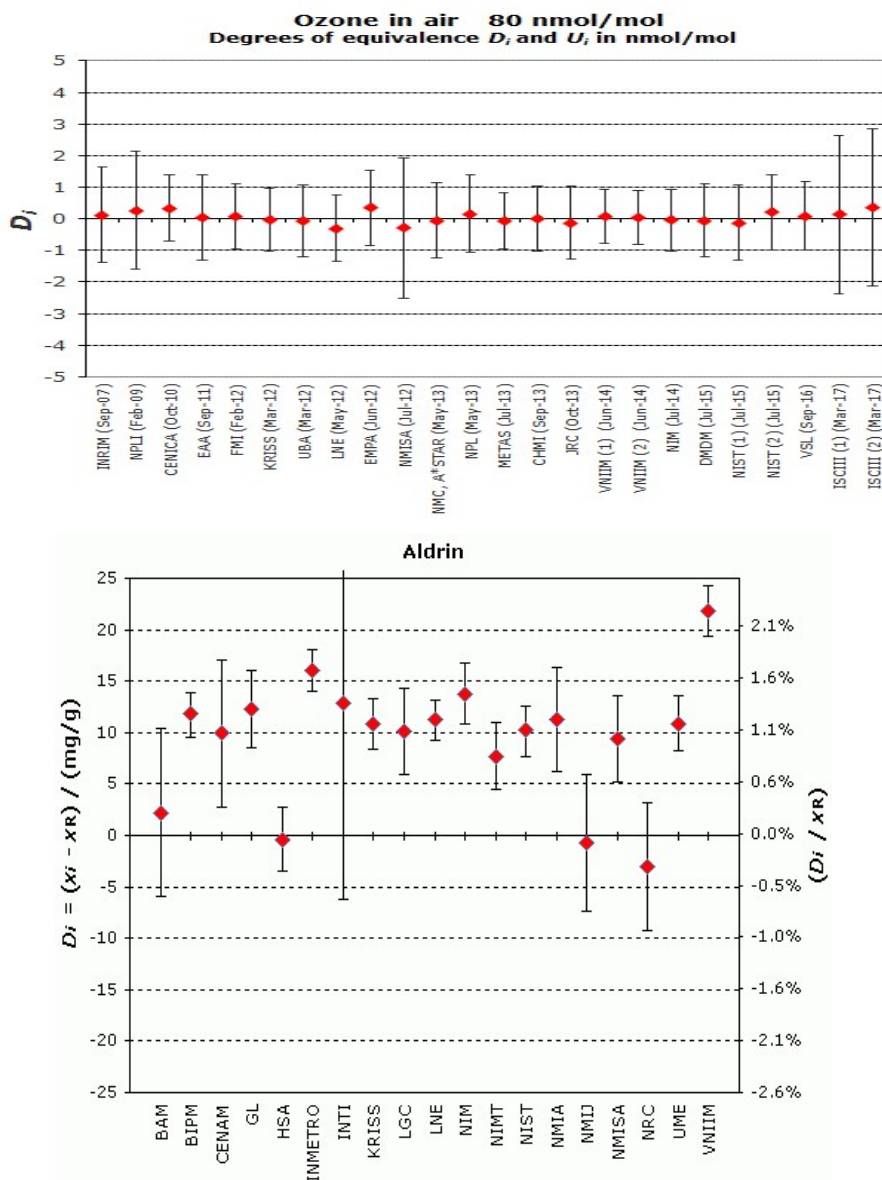 Ozone in air 80 nmol/mol
Degrees of equivalence Di and Ui in nmol/mol
5
4
3
2
1
0
-1
-2
-3
-4
-5
Di
INRIM (Sep-07)
NPLI (Feb-09)
CENICA (Oct-10)
EAA (Sep-11)
FMI (Feb-12)
KRISS (Mar-12)
UBA (Mar-12)
LNE (May-12)
EMPA (Jun-12)
NMISA (Jul-12)
NMC, A*STAR (May-13)
NPL (May-13)
METAS (Jul-13)
CHMI (Sep-13)
JRC (Oct-13)
VNIIM (1) (Jun-14)
VNIIM (2) (Jun-14)
NIM (Jul-14)
DMDM (Jul-15)
NIST (1) (Jul-15)
NIST (2) (Jul-15)
VSL (Sep-16)
ISCIII (1) (Mar-17)
ISCIII (2) (Mar-17)
Aldrin
25
20
15
10
5
0
-5
-10
-15
-20
-25
Di = (xi - xR) / (mg/g)
2.1%
1.6%
1.1%
0.6%
0.0%
-0.5%
-1.0%
-1.6%
-2.1%
-2.6%
(Di / xR)
BAM
BIPM
CENAM
GL
HSA
INMETRO
INTI
KRISS
LGC
LNE
NIM
NIMT
NIST
NMIA
NMIJ
NMISA
NRC
UME
VNIIM